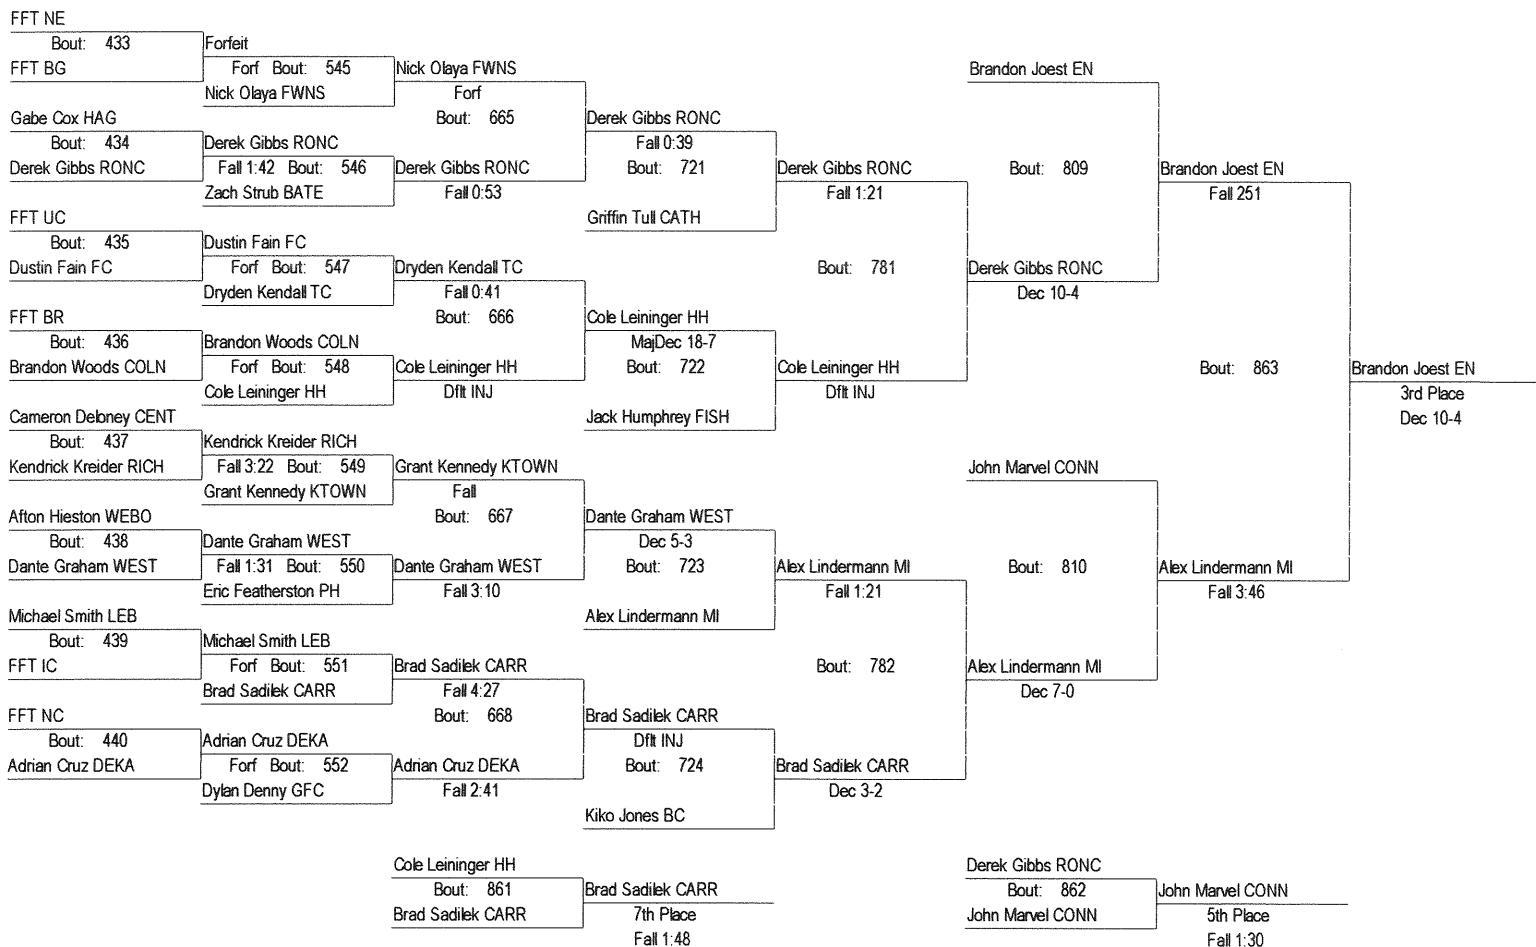 FFT NE
Bout: 433
FFT BG
Forfeit
Forf Bout: 545
Nick Olaya FWNS
Nick Olaya FWNS
Forf
Bout: 665
Gabe Cox HAG
Bout: 434
Derek Gibbs RONC
Derek Gibbs RONC
Fall 1:42 Bout: 546
Zach Strub BATE
Derek Gibbs RONC
Fall 0:53
Derek Gibbs RONC
Fall 0:39
Bout: 721
Griffin Tull CATH
Derek Gibbs RONC
Fall 1:21
FFT UC
Bout: 435
Dustin Fain FC
Dustin Fain FC
Forf Bout: 547
Dryden Kendall TC
Dryden Kendall TC
Fall 0:41
Bout: 666
FFT BR
Bout: 436
Brandon Woods COLN
Brandon Woods COLN
Forf Bout: 548
Cole Leininger HH
Cole Leininger HH
Dflt INJ
Cole Leininger HH
MajDec 18-7
Bout: 722
Jack Humphrey FISH
Cole Leininger HH
Dflt INJ
Bout: 781
Brandon Joest EN
Bout: 809
Derek Gibbs RONC
Dec 10-4
Brandon Joest EN
Fall 251
Cameron Deloney CENT
Bout: 437
Kendrick Kreider RICH
Kendrick Kreider RICH
Fall 3:22 Bout: 549
Grant Kennedy KTOWN
Grant Kennedy KTOWN
Fall
Bout: 667
Afton Hieston WEBO
Bout: 438
Dante Graham WEST
Dante Graham WEST
Fall 1:31 Bout: 550
Eric Featherston PH
Dante Graham WEST
Fall 3:10
Dante Graham WEST
Dec 5-3
Bout: 723
Alex Lindermann MI
Alex Lindermann MI
Fall 1:21
Michael Smith LEB
Bout: 439
FFT IC
Michael Smith LEB
Forf Bout: 551
Brad Sadilek CARR
Brad Sadilek CARR
Fall 4:27
Bout: 668
FFT NC
Bout: 440
Adrian Cruz DEKA
Adrian Cruz DEKA
Forf Bout: 552
Dylan Denny GFC
Adrian Cruz DEKA
Fall 2:41
Brad Sadilek CARR
Dflt INJ
Bout: 724
Kiko Jones BC
Brad Sadilek CARR
Dec 3-2
Bout: 782
John Marvel CONN
Bout: 810
Alex Lindermann MI
Dec 7-0
Alex Lindermann MI
Fall 3:46
Bout: 863
Brandon Joest EN
3rd Place
Dec 10-4
Cole Leininger HH
Bout: 861
Brad Sadilek CARR
Brad Sadilek CARR
7th Place
Fall 1:48
Derek Gibbs RONC
Bout: 862
John Marvel CONN
John Marvel CONN
5th Place
Fall 1:30